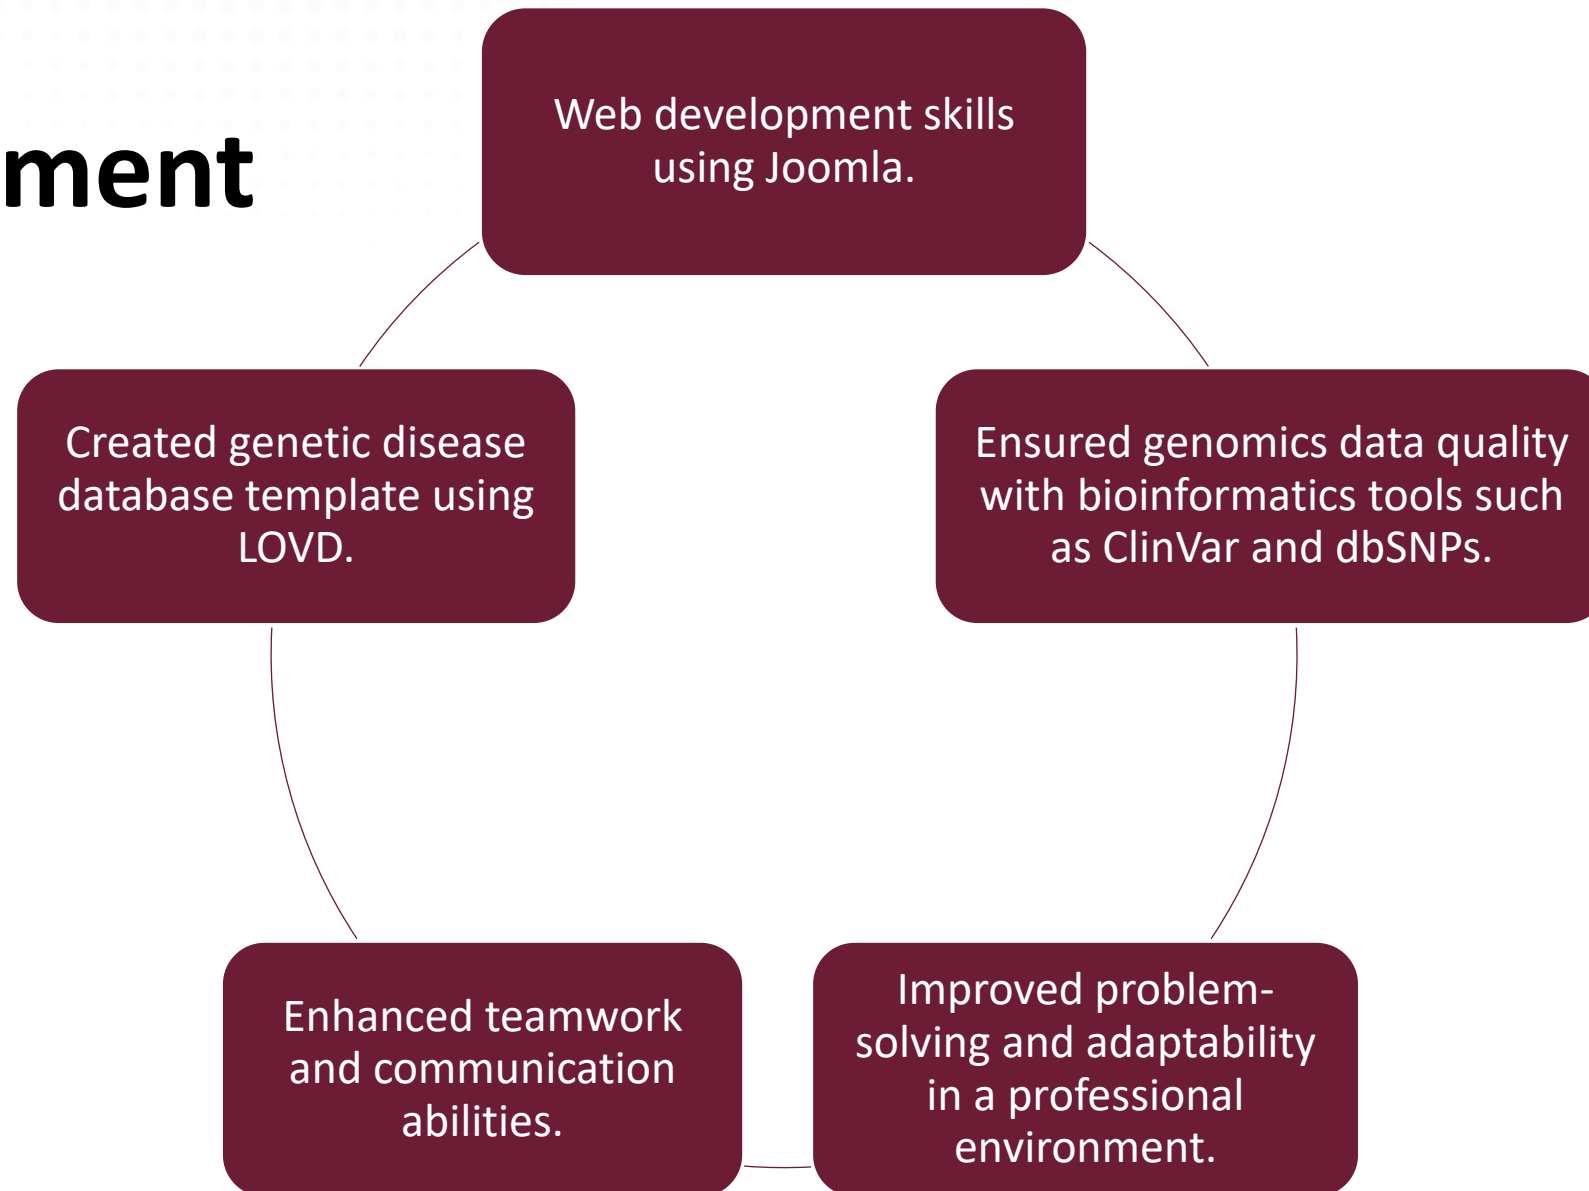 ment
Web development skills
using Joomla.
Created genetic disease
database template using
LOVD.
Ensured genomics data quality
with bioinformatics tools such
as ClinVar and dbSNPs.
Enhanced teamwork
and communication
abilities.
Improved problem-
solving and adaptability
in a professional
environment.